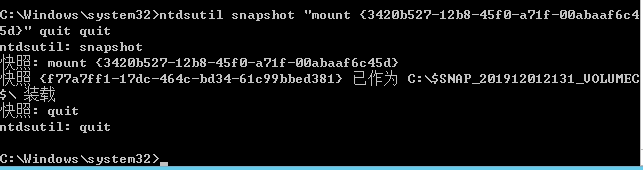 C:\Windows\system32>ntdsutil snapshot "mount {3420b527-12b8-45f0-a71f-00abaaf6c4
5d}" quit quit
ntdsutil: snapshot
快照: mount {3420b527-12b8-45f0-a71f-00abaaf6c45d}
快照 {f77a7ff1-17dc-464c-bd34-61c99bbed381} 已作为 C:\$SNAP_201912012131_VOLUMEC
$\ 装载
快照: quit
ntdsutil: quit
C:\Windows\system32>